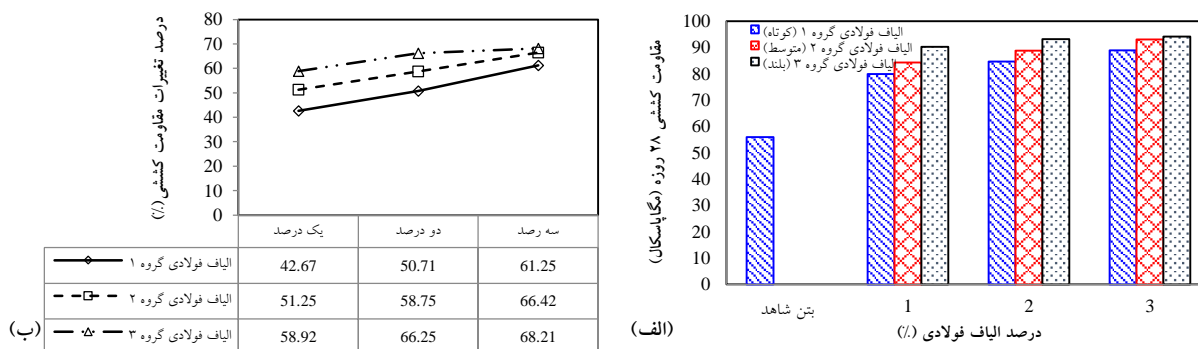 100
90
80
70
60
50
40
30
20
10
0
مقاومت کششی ۲۸ روزه (مگاپاسکال)
الیاف فولادی گروه ۱ (کوتاه)
الیاف فولادی گروه ۲ (متوسط)
الیاف فولادی گروه ۳ (بلند)
بتن شاهد 1 2 3
درصد الیاف فولادی (%)
(الف)
80
70
60
50
40
30
20
10
0
درصد تغییرات مقاومت کششی (%)
یک درصد دو درصد سه رصد
الیاف فولادی گروه ۱ 42.67 50.71 61.25
الیاف فولادی گروه ۲ 51.25 58.75 66.42
الیاف فولادی گروه ۳ 58.92 66.25 68.21
(ب)